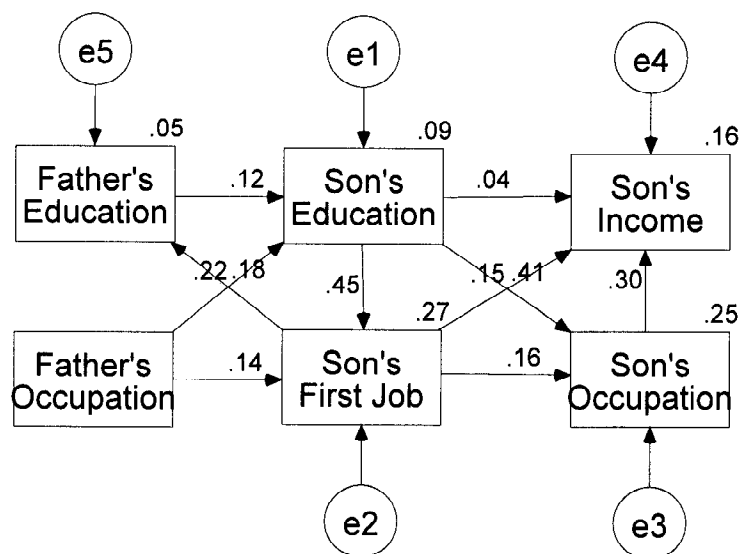 e5
e1
e4
.05
.09
.16
Father's
Education
.12
Son's
Education
.04
Son's
Income
.22
.18
.45
.15
.41
.30
.27
.25
Father's
Occupation
.14
Son's
First Job
.16
Son's
Occupation
e2
e3